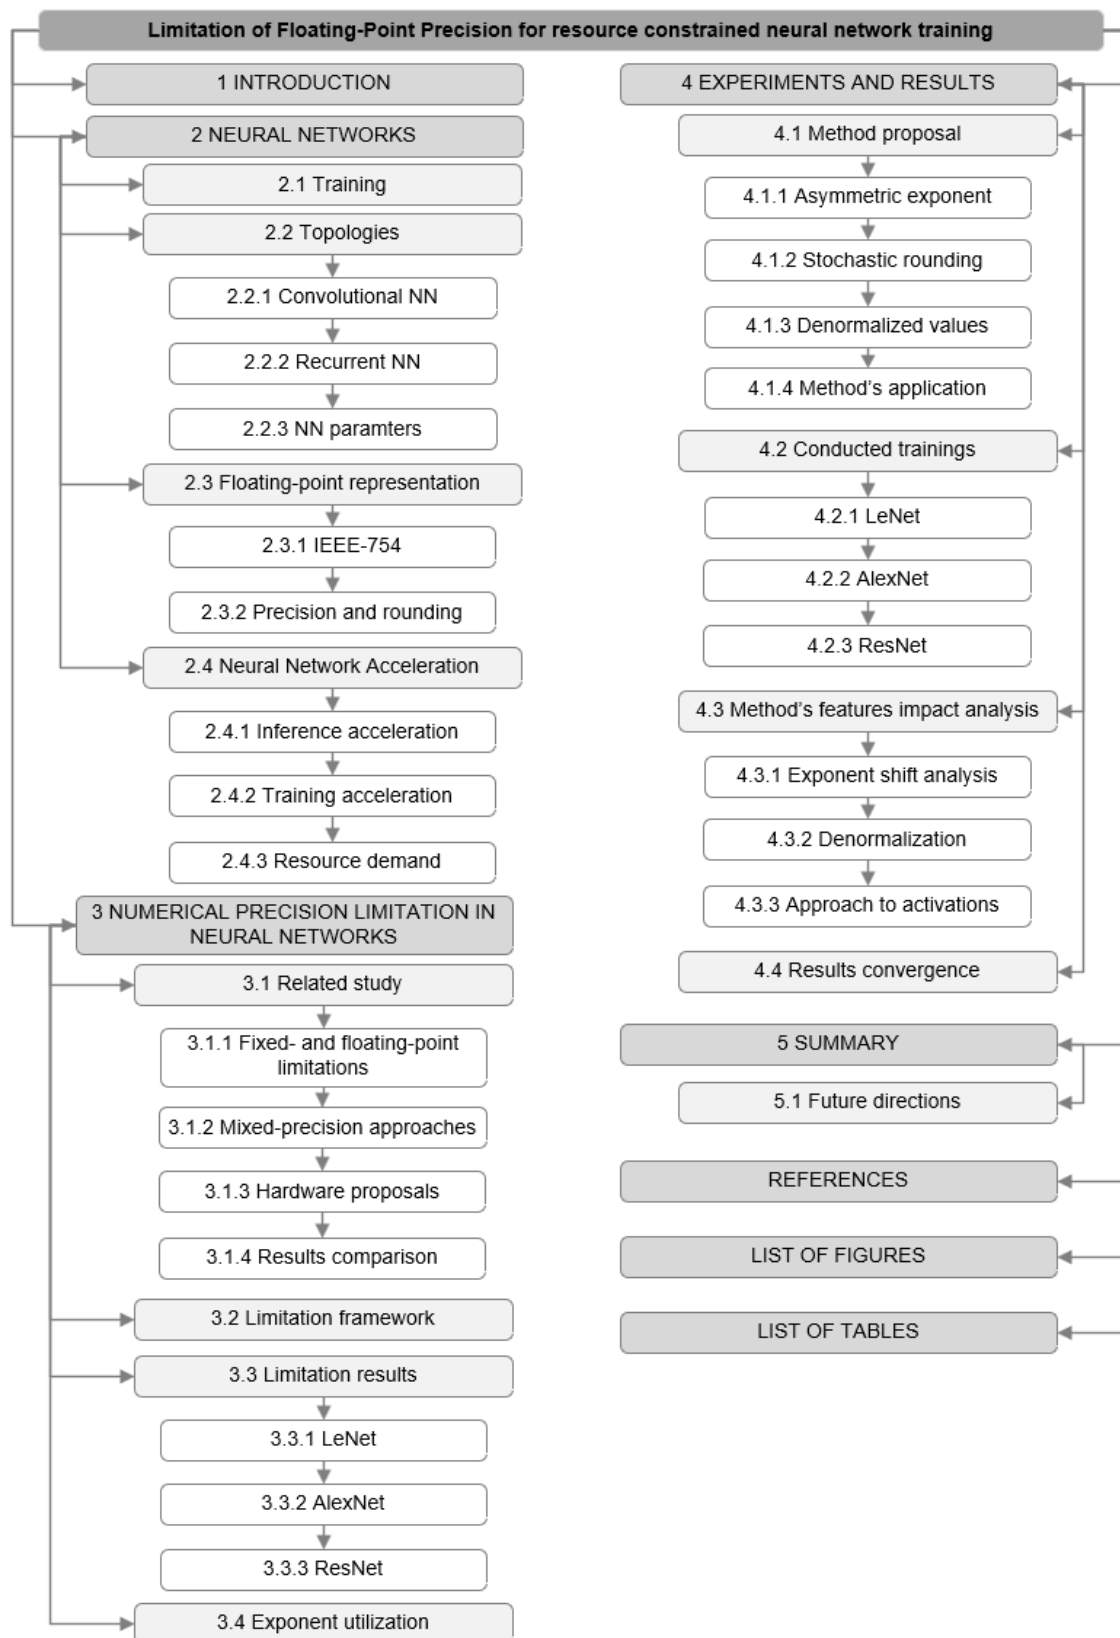 Limitation of Floating-Point Precision for resource constrained neural network training
1 INTRODUCTION
2 NEURAL NETWORKS
2.1 Training
2.2 Topologies
2.2.1 Convolutional NN
2.2.2 Recurrent NN
2.2.3 NN paramters
2.3 Floating-point representation
2.3.1 IEEE-754
2.3.2 Precision and rounding
2.4 Neural Network Acceleration
2.4.1 Inference acceleration
2.4.2 Training acceleration
2.4.3 Resource demand
3 NUMERICAL PRECISION LIMITATION IN
NEURAL NETWORKS
3.1 Related study
3.1.1 Fixed- and floating-point
limitations
3.1.2 Mixed-precision approaches
3.1.3 Hardware proposals
3.1.4 Results comparison
3.2 Limitation framework
3.3 Limitation results
3.3.1 LeNet
3.3.2 AlexNet
3.3.3 ResNet
3.4 Exponent utilization
4 EXPERIMENTS AND RESULTS
4.1 Method proposal
4.1.1 Asymmetric exponent
4.1.2 Stochastic rounding
4.1.3 Denormalized values
4.1.4 Method's application
4.2 Conducted trainings
4.2.1 LeNet
4.2.2 AlexNet
4.2.3 ResNet
4.3 Method's features impact analysis
4.3.1 Exponent shift analysis
4.3.2 Denormalization
4.3.3 Approach to activations
4.4 Results convergence
5 SUMMARY
5.1 Future directions
REFERENCES
LIST OF FIGURES
LIST OF TABLES